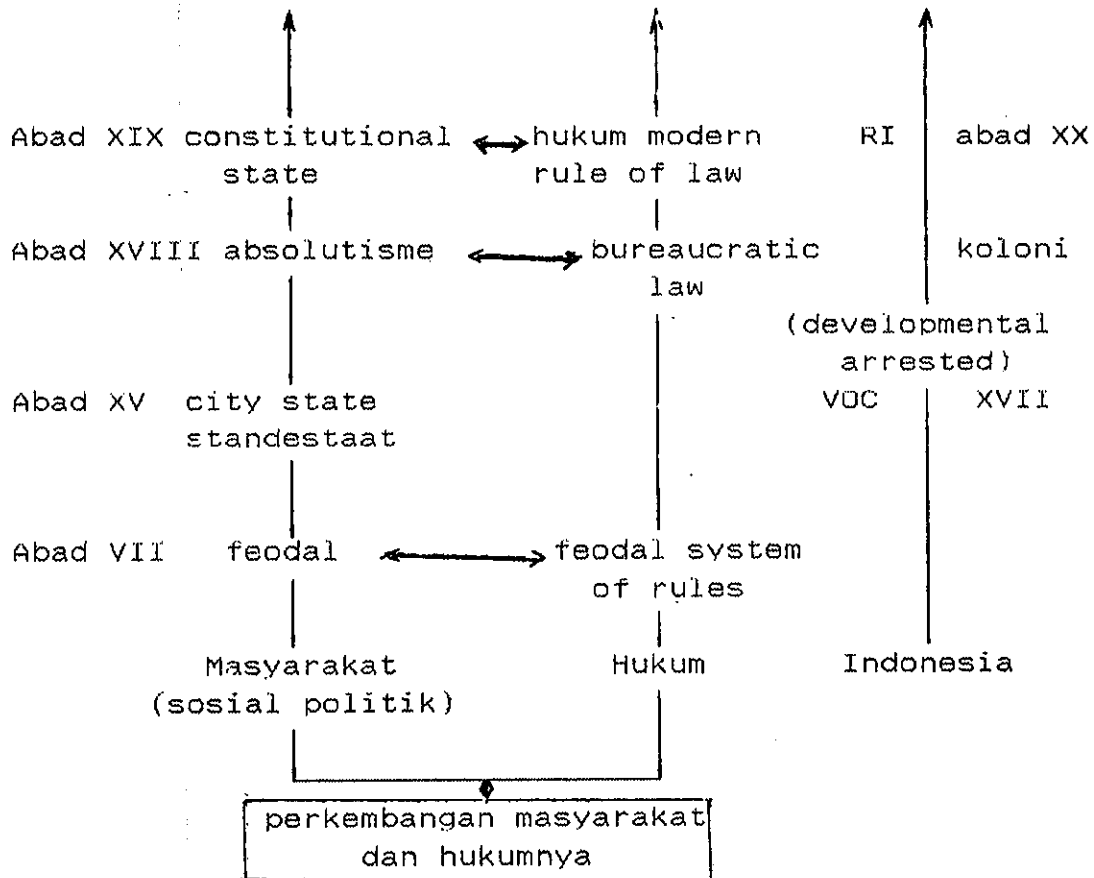 Abad XIX constitutional hukum modern RI abad XX
state rule of law
Abad XVIII absolutisme bureaucratic koloni
law
(developmental
arrested)
Abad XV city state VOC XVII
standestaat
Abad VII feodal feodal system
of rules
Masyarakat Hukum Indonesia
(sosial politik)
perkembangan masyarakat
dan hukumnya